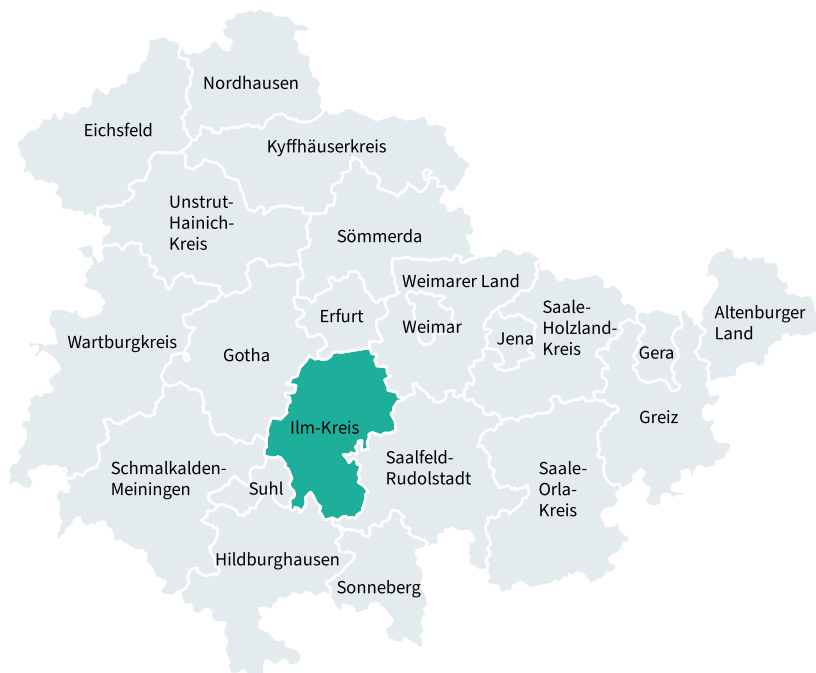 Nordhausen
Eichsfeld
Kyffhäuserkreis
Unstrut-
Hainich-
Kreis
Sömmerda
Weimarer Land
Saale-
Holzland-
Kreis
Altenburger
Land
Erfurt
Weimar
Jena
Gera
Wartburgkreis
Gotha
Greiz
Ilm-Kreis
Schmalkalden-
Meiningen
Suhl
Saalfeld-
Rudolstadt
Saale-
Orla-
Kreis
Hildburghausen
Sonneberg